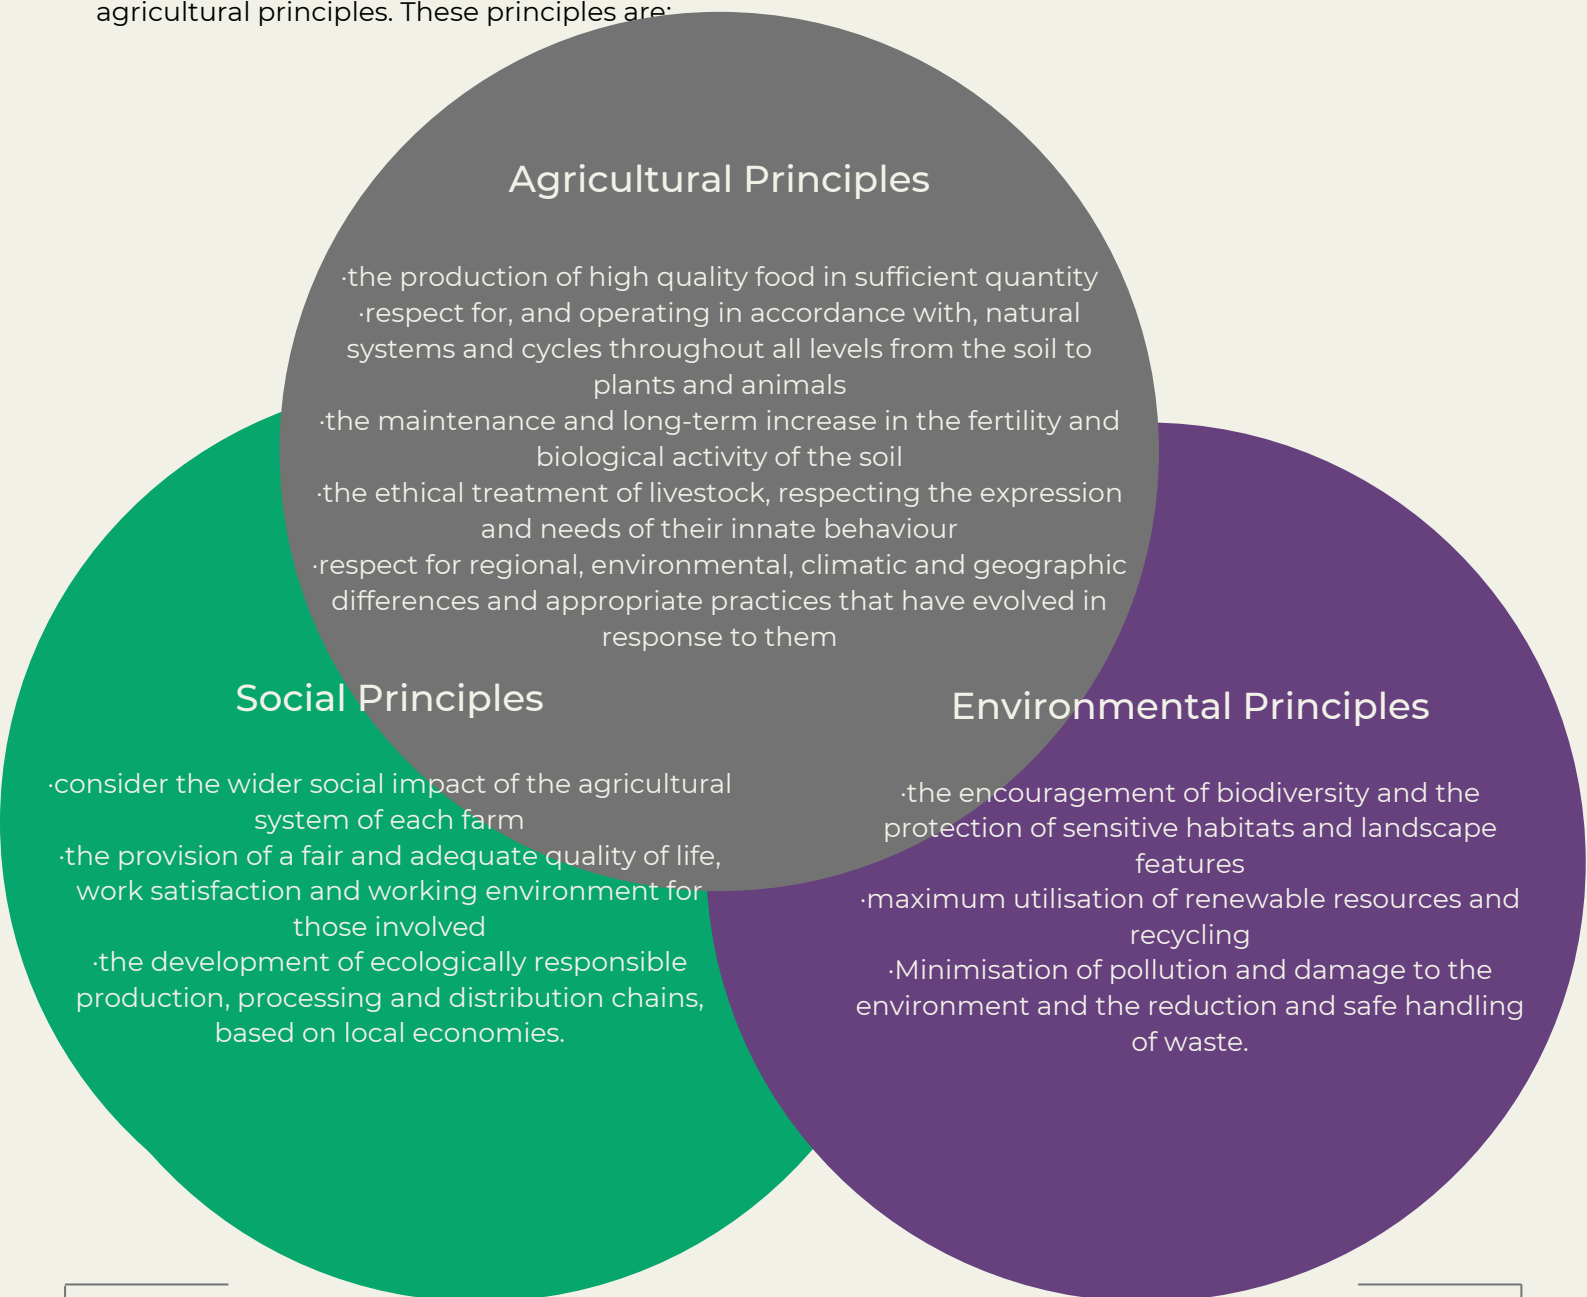 agricultural principles. These principles are:
Agricultural Principles
·the production of high quality food in sufficient quantity
·respect for, and operating in accordance with, natural
systems and cycles throughout all levels from the soil to
plants and animals
·the maintenance and long-term increase in the fertility and
biological activity of the soil
·the ethical treatment of livestock, respecting the expression
and needs of their innate behaviour
·respect for regional, environmental, climatic and geographic
differences and appropriate practices that have evolved in
response to them
Social Principles
·consider the wider social impact of the agricultural
system of each farm
·the provision of a fair and adequate quality of life,
work satisfaction and working environment for
those involved
·the development of ecologically responsible
production, processing and distribution chains,
based on local economies.
Environmental Principles
·the encouragement of biodiversity and the
protection of sensitive habitats and landscape
features
·maximum utilisation of renewable resources and
recycling
·Minimisation of pollution and damage to the
environment and the reduction and safe handling
of waste.